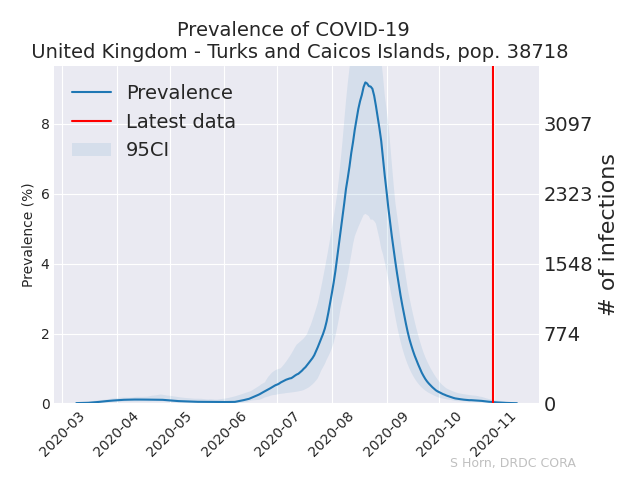 Prevalence of COVID-19
United Kingdom - Turks and Caicos Islands, pop. 38718
Prevalence
Latest data
95CI
Prevalence (%)
8
6
4
2
0
3097
2323
1548
774
0
# of infections
2020-03
2020-04
2020-05
2020-06
2020-07
2020-08
2020-09
2020-10
2020-11
S Horn, DRDC CORA